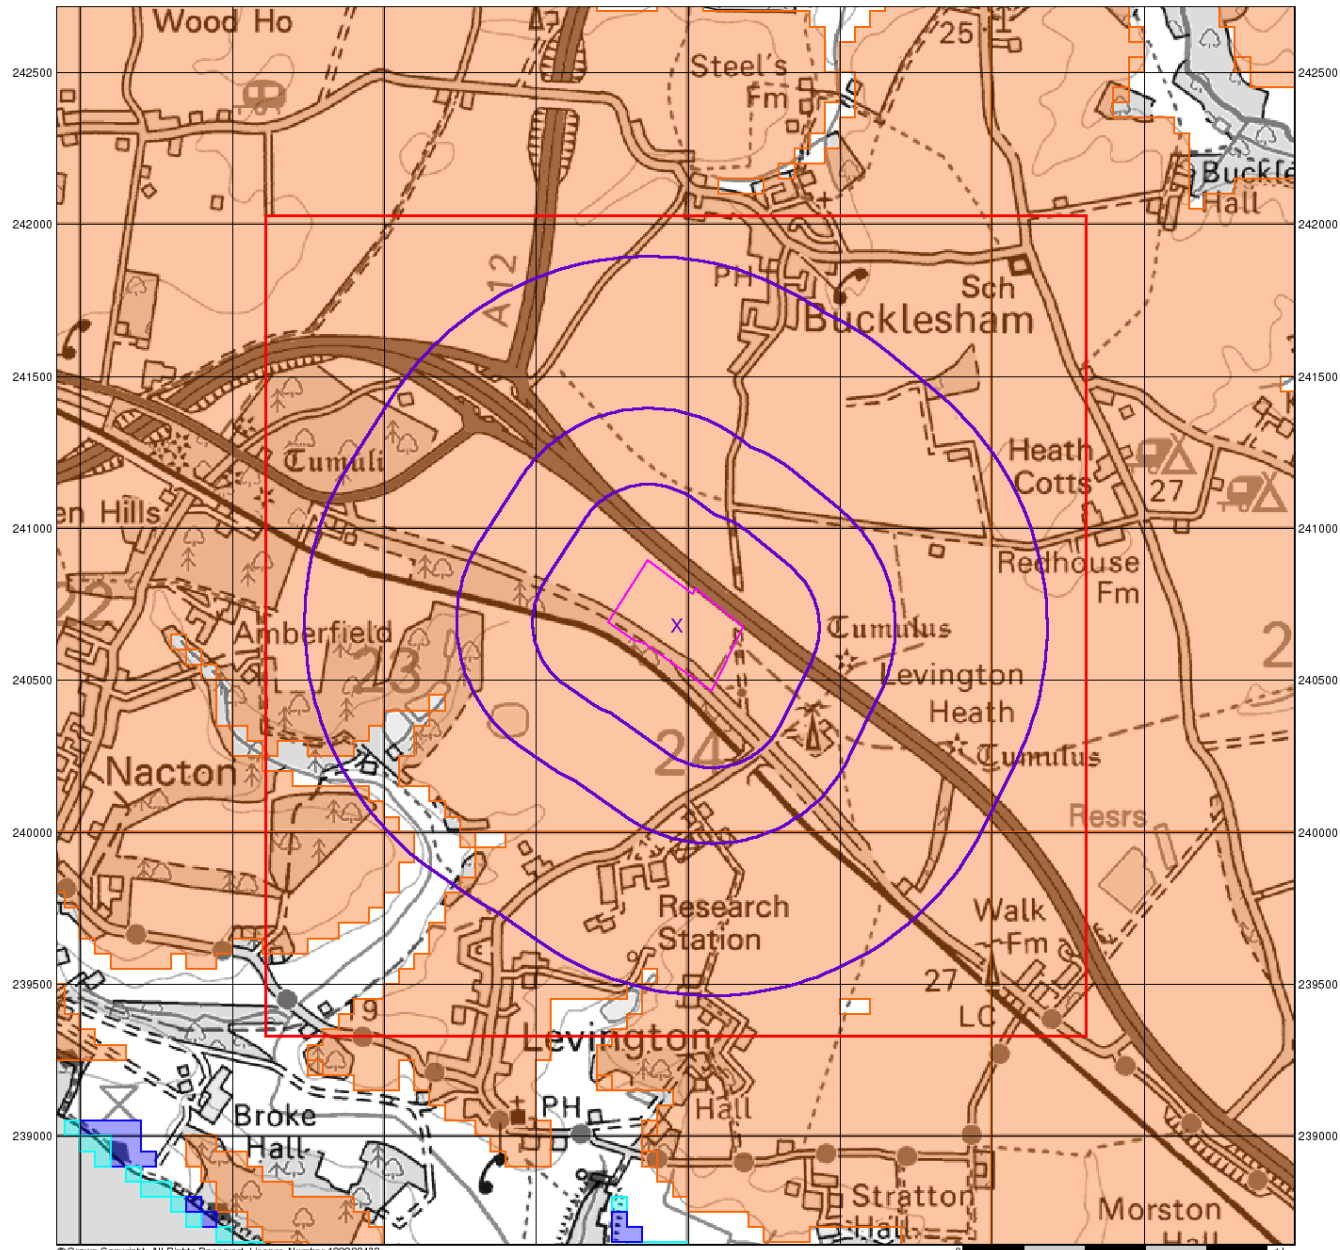 Wood Ho
25
1
Steel's
Fm
242500
242500
Buckle
Hall
242000
242000
A12
PH
Sch
Bucklesham
241500
241500
Tumuli
Heath
Cotts
27
en Hills
241000
241000
Redhouse
Fm
22
Amberfield
X
Tumulus
23
2
Levington
Heath
240500
240500
24
Tumulus
Nacton
Resrs
240000
240000
Research
Station
Walk
Fm
27
239500
239500
19
LC
Levington
Hall
Broke
Hall
PH
239000
239000
Stratton
Hall
Morston
Hall